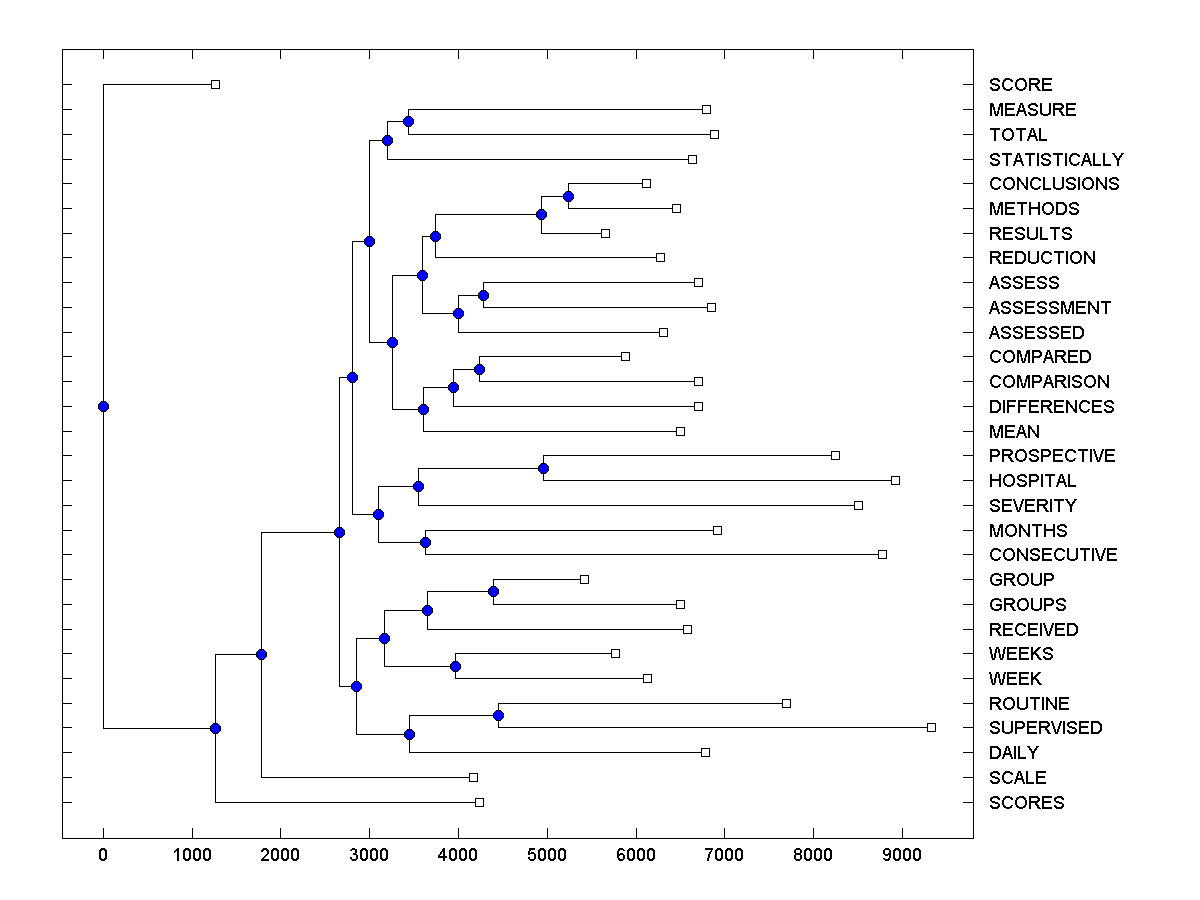 SCORE
MEASURE
TOTAL
STATISTICALLY
CONCLUSIONS
METHODS
RESULTS
REDUCTION
ASSESS
ASSESSMENT
ASSESSED
COMPARED
COMPARISON
DIFFERENCES
MEAN
PROSPECTIVE
HOSPITAL
SEVERITY
MONTHS
CONSECUTIVE
GROUP
GROUPS
RECEIVED
WEEKS
WEEK
ROUTINE
SUPERVISED
DAILY
SCALE
SCORES
0 1000 2000 3000 4000 5000 6000 7000 8000 9000